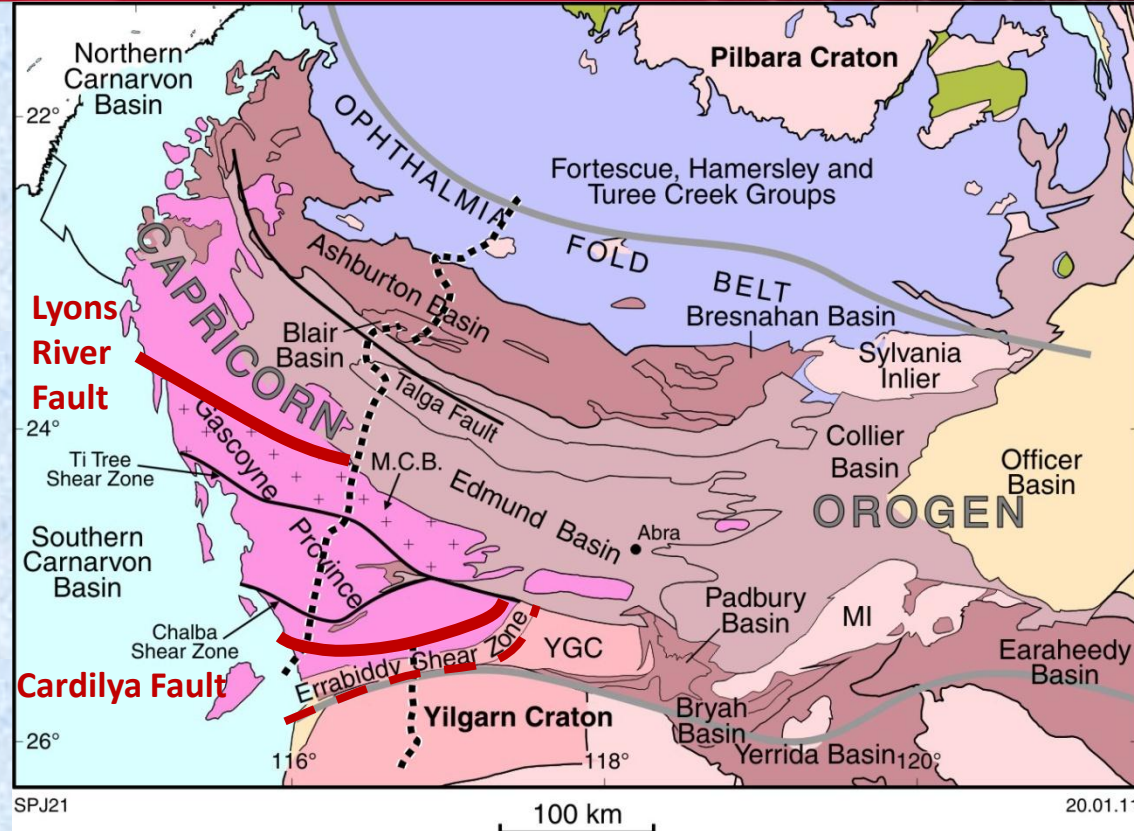 Northern
Carnarvon
Basin
Pilbara Craton
22°
OPHTHALMIA
FOLD
BELT
Fortescue, Hamersley and
Turee Creek Groups
CAPRICORN
Ashburton Basin
Lyons
River
Fault
Blair
Basin
Bresnahan Basin
Sylvania
Inlier
Talga Fault
24°
Gascoyne
Province
Ti Tree
Shear Zone
M.C.B.
Edmund Basin
Collier
Basin
Officer
Basin
OROGEN
Abra
Southern
Carnarvon
Basin
Padbury
Basin
MI
Chalba
Shear Zone
YGC
Earaheedy
Basin
Errabiddy Shear Zone
Cardilya Fault
Yilgarn Craton
Bryah
Basin
Yerrida Basin
26°
116°
118°
120°
SPJ21
100 km
20.01.11